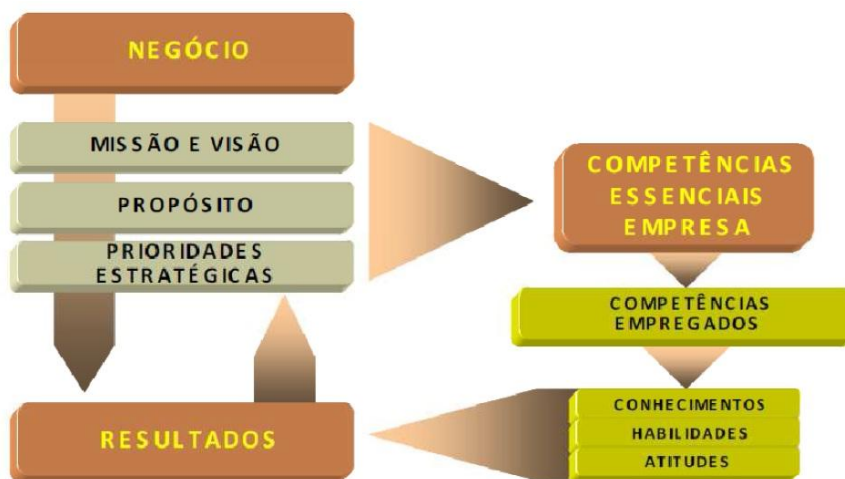 NEGÓCIO
MISSÃO E VISÃO
PROPÓSITO
PRIORIDADES
ESTRATÉGICAS
RESULTADOS
COMPETÊNCIAS
ESSENCIAIS
EMPRESA
COMPETÊNCIAS
EMPREGADOS
CONHECIMENTOS
HABILIDADES
ATITUDES